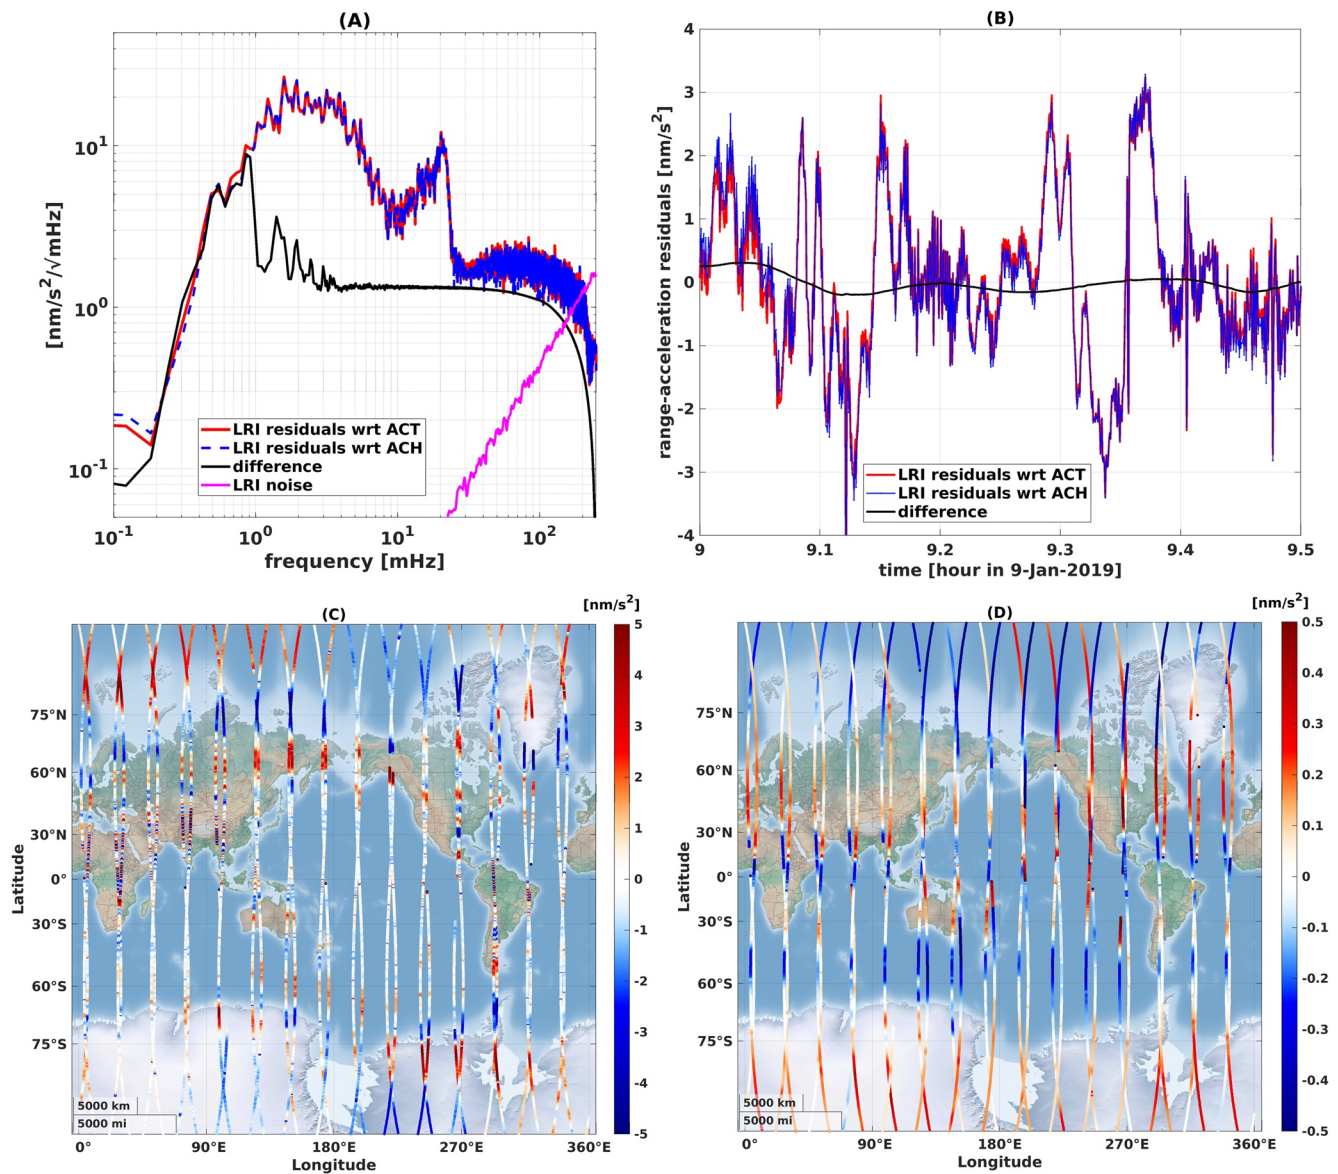 (A)
[nm/s²/√mHz]
10¹
10⁰
10⁻¹
10⁻¹
10⁰
10¹
10²
frequency [mHz]
LRI residuals wrt ACT
LRI residuals wrt ACH
difference
LRI noise
(B)
range-acceleration residuals [nm/s²]
4
3
2
1
0
-1
-2
-3
-4
9
9.1
9.2
9.3
9.4
9.5
time [hour in 9-Jan-2019]
LRI residuals wrt ACT
LRI residuals wrt ACH
difference
(C)
[nm/s²]
5
4
3
2
1
0
-1
-2
-3
-4
-5
Latitude
75°N
60°N
30°N
0°
30°S
60°S
75°S
5000 km
5000 mi
0°
90°E
180°E
270°E
360°E
Longitude
(D)
[nm/s²]
0.5
0.4
0.3
0.2
0.1
0
-0.1
-0.2
-0.3
-0.4
-0.5
Latitude
75°N
60°N
30°N
0°
30°S
60°S
75°S
5000 km
5000 mi
0°
90°E
180°E
270°E
360°E
Longitude